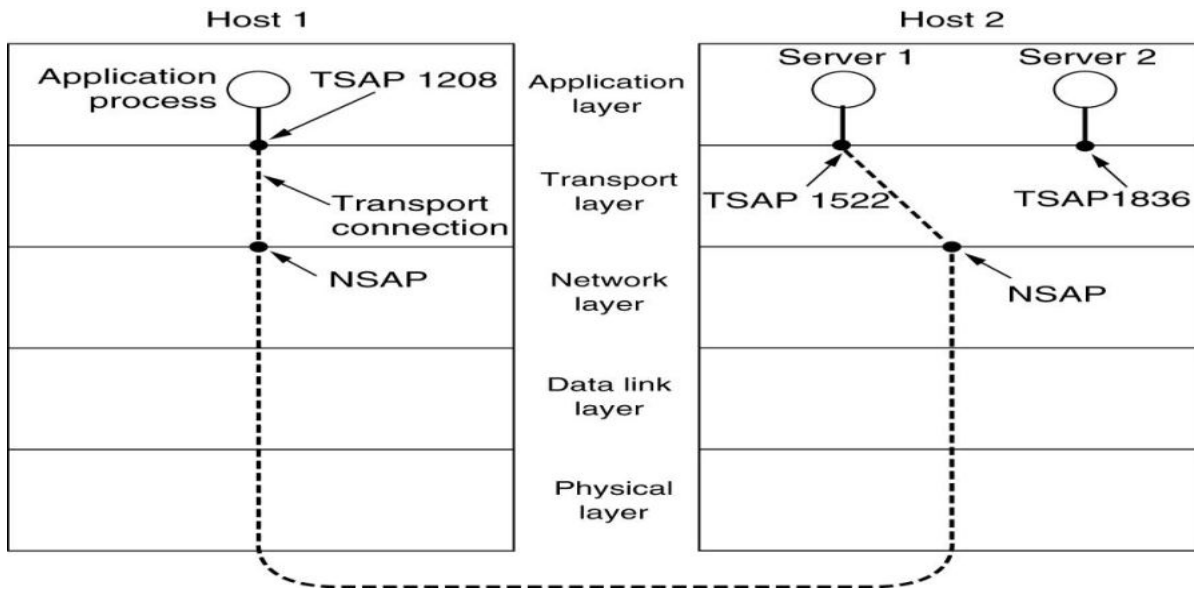 Host 1
Host 2
Application
process
TSAP 1208
Application
layer
Server 1
Server 2
Transport
connection
Transport
layer
TSAP 1522
TSAP1836
NSAP
Network
layer
NSAP
Data link
layer
Physical
layer